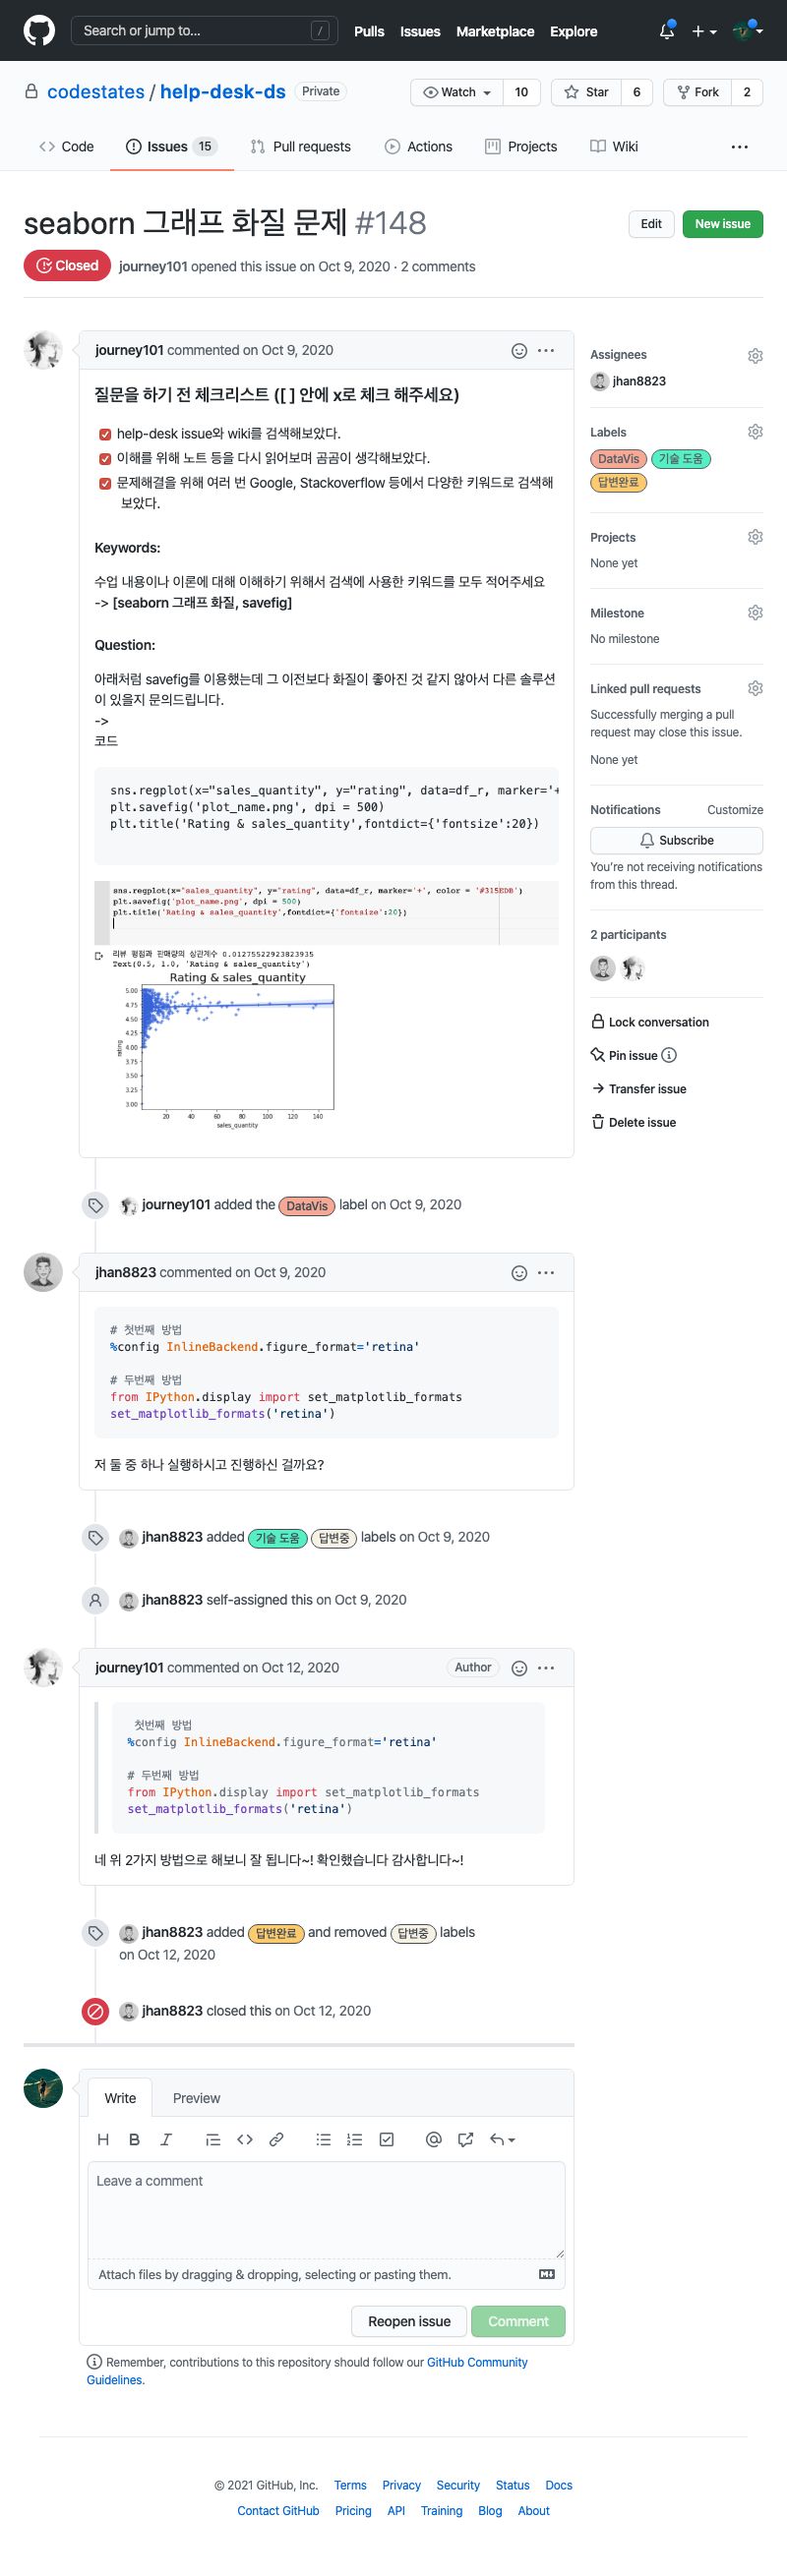 Search or jump to... /
Pulls Issues Marketplace Explore
codestates / help-desk-ds Private
Watch 10 Star 6 Fork 2
Code Issues 15 Pull requests Actions Projects Wiki
seaborn 그래프 화질 문제 #148
Edit New issue
Closed journey101 opened this issue on Oct 9, 2020 · 2 comments
journey101 commented on Oct 9, 2020
질문을 하기 전 체크리스트 ([ ] 안에 x로 체크 해주세요)
help-desk issue와 wiki를 검색해보았다.
이해를 위해 노트 등을 다시 읽어보며 곰곰이 생각해보았다.
문제해결을 위해 여러 번 Google, Stackoverflow 등에서 다양한 키워드로 검색해
보았다.
Keywords:
수업 내용이나 이론에 대해 이해하기 위해서 검색에 사용한 키워드를 모두 적어주세요
-> [seaborn 그래프 화질, savefig]
Question:
아래처럼 savefig를 이용했는데 그 이전보다 화질이 좋아진 것 같지 않아서 다른 솔루션
이 있을지 문의드립니다.
->
코드
sns.regplot(x="sales_quantity", y="rating", data=df_r, marker='+
plt.savefig('plot_name.png', dpi = 500)
plt.title('Rating & sales_quantity',fontdict={'fontsize':20})
sns.regplot(x="sales_quantity", y="rating", data=df_r, marker='+', color = '#315EDB')
plt.savefig('plot_name.png', dpi = 500)
plt.title('Rating & sales_quantity',fontdict={'fontsize':20})
리뷰 평점과 판매량의 상관계수 0.01275522923823935
Text(0.5, 1.0, 'Rating & sales_quantity')
Rating & sales_quantity
5.00
4.75
4.50
4.25
4.00
3.75
3.50
3.25
3.00
rating
20 40 60 80 100 120 140
sales_quantity
Assignees
jhan8823
Labels
DataVis 기술 도움
답변완료
Projects
None yet
Milestone
No milestone
Linked pull requests
Successfully merging a pull
request may close this issue.
None yet
Notifications Customize
Subscribe
You're not receiving notifications
from this thread.
2 participants
Lock conversation
Pin issue
Transfer issue
Delete issue
journey101 added the DataVis label on Oct 9, 2020
jhan8823 commented on Oct 9, 2020
# 첫번째 방법
%config InlineBackend.figure_format='retina'
# 두번째 방법
from IPython.display import set_matplotlib_formats
set_matplotlib_formats('retina')
저 둘 중 하나 실행하시고 진행하신 걸까요?
jhan8823 added 기술 도움 답변중 labels on Oct 9, 2020
jhan8823 self-assigned this on Oct 9, 2020
journey101 commented on Oct 12, 2020 Author
첫번째 방법
%config InlineBackend.figure_format='retina'
# 두번째 방법
from IPython.display import set_matplotlib_formats
set_matplotlib_formats('retina')
네 위 2가지 방법으로 해보니 잘 됩니다~! 확인했습니다 감사합니다~!
jhan8823 added 답변완료 and removed 답변중 labels
on Oct 12, 2020
jhan8823 closed this on Oct 12, 2020
Write Preview
Leave a comment
Attach files by dragging & dropping, selecting or pasting them.
Reopen issue Comment
Remember, contributions to this repository should follow our GitHub Community
Guidelines.
© 2021 GitHub, Inc. Terms Privacy Security Status Docs
Contact GitHub Pricing API Training Blog About